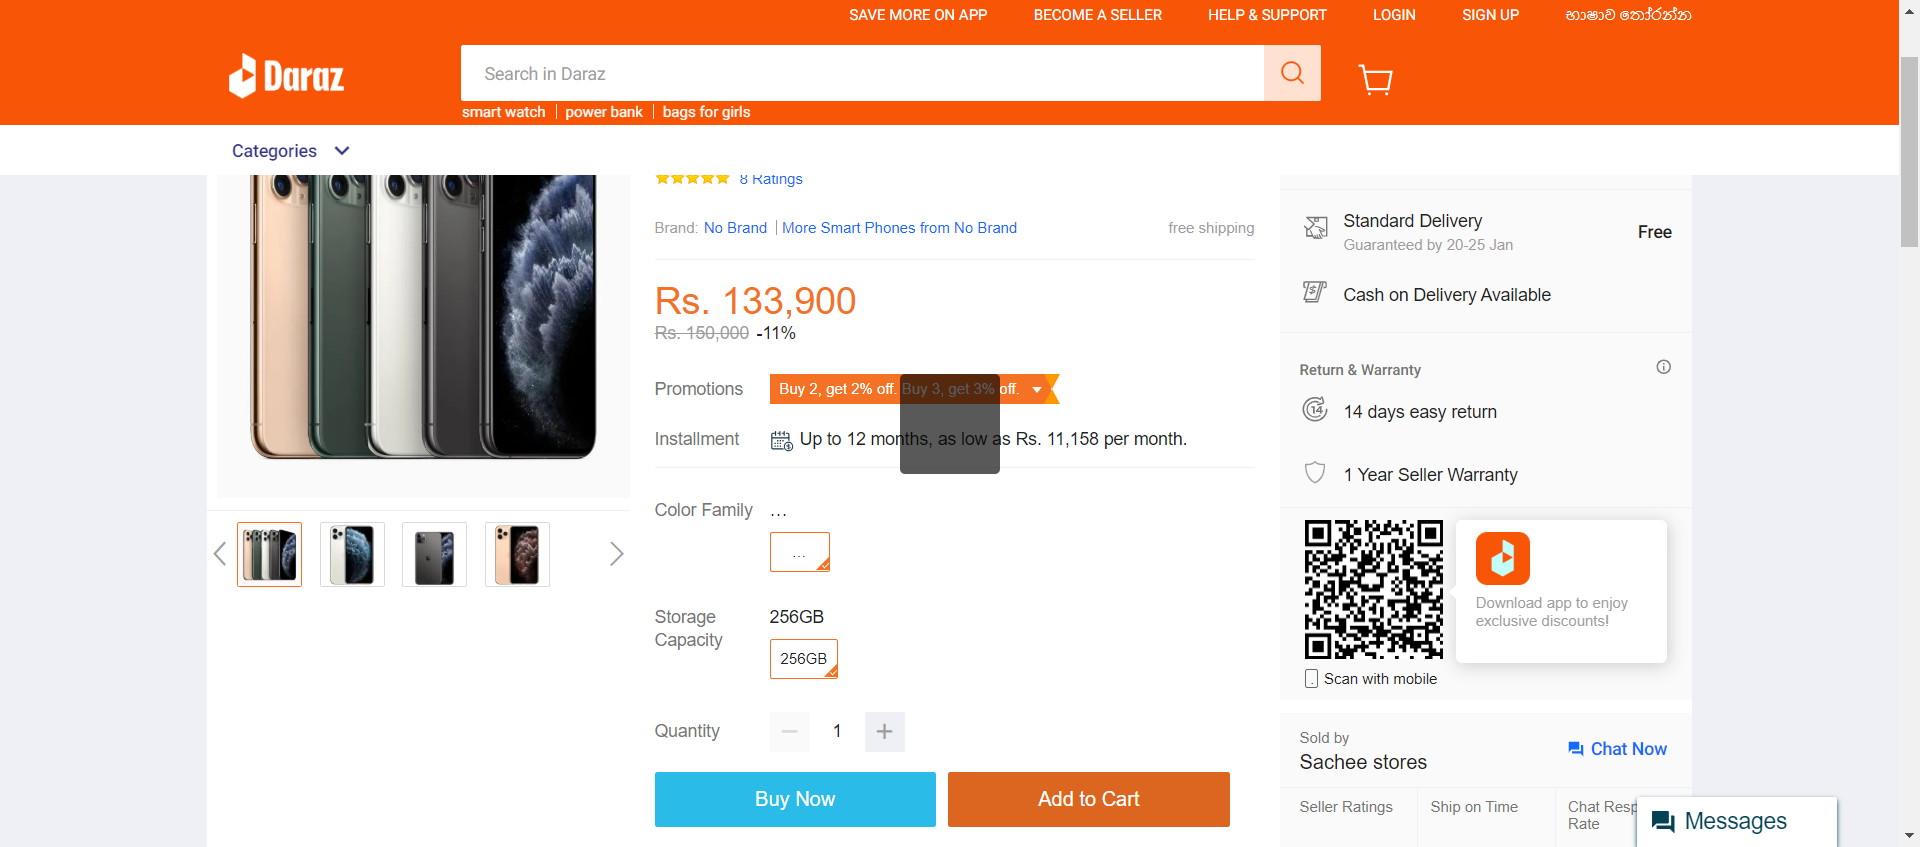 SAVE MORE ON APP BECOME A SELLER HELP & SUPPORT LOGIN SIGN UP භාෂාව තෝරන්න
Daraz
Search in Daraz
smart watch power bank bags for girls
Categories
8 Ratings
Brand: No Brand More Smart Phones from No Brand free shipping
Rs. 133,900
Rs. 150,000 -11%
Promotions Buy 2, get 2% off. Buy 3, get 3% off.
Installment Up to 12 months, as low as Rs. 11,158 per month.
Color Family ...
...
Storage Capacity 256GB
256GB
Quantity 1
Buy Now Add to Cart
Standard Delivery Free
Guaranteed by 20-25 Jan
Cash on Delivery Available
Return & Warranty
14 days easy return
14
1 Year Seller Warranty
Download app to enjoy
exclusive discounts!
Scan with mobile
Sold by
Sachee stores
Chat Now
Seller Ratings Ship on Time Chat Resp
Rate
Messages